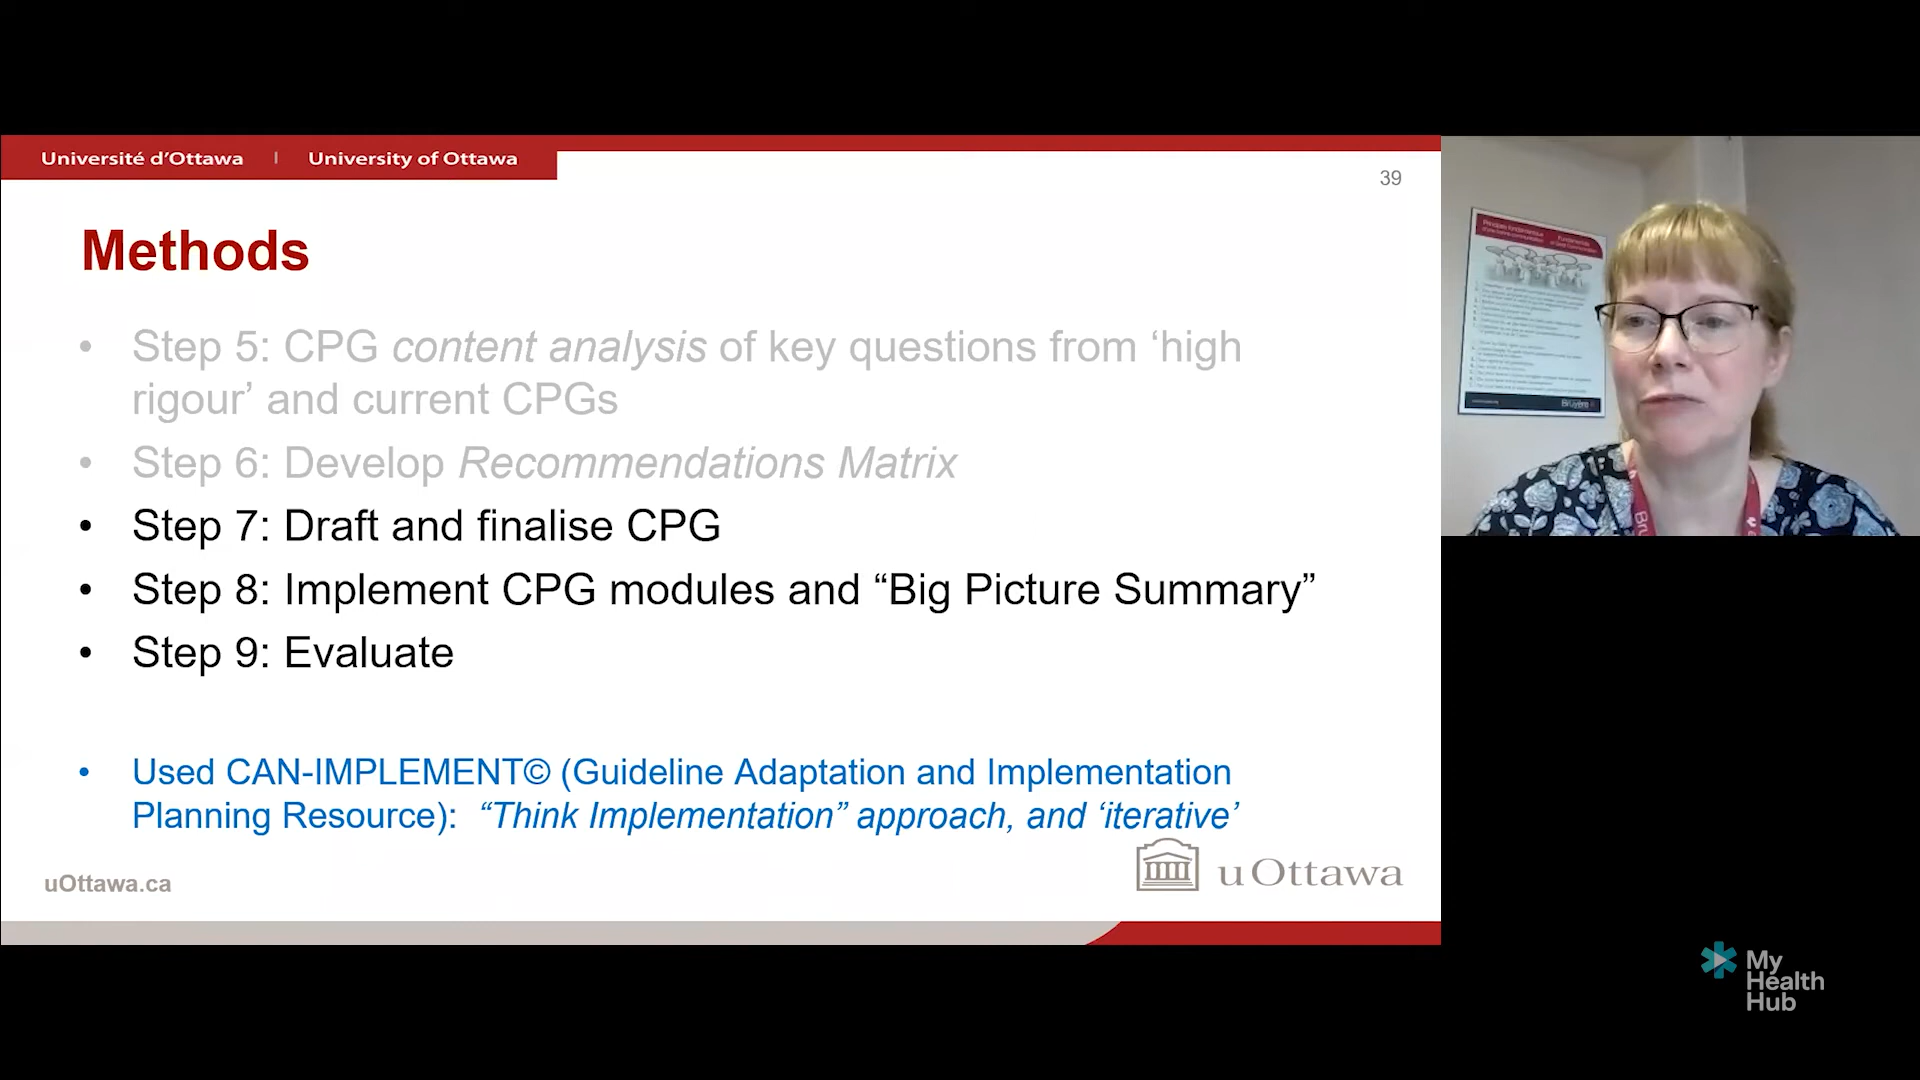 Université d'Ottawa | University of Ottawa
39
Methods
• Step 5: CPG content analysis of key questions from ‘high
rigour’ and current CPGs
• Step 6: Develop Recommendations Matrix
• Step 7: Draft and finalise CPG
• Step 8: Implement CPG modules and “Big Picture Summary”
• Step 9: Evaluate
• Used CAN-IMPLEMENT© (Guideline Adaptation and Implementation
Planning Resource): “Think Implementation” approach, and ‘iterative’
uOttawa.ca
uOttawa
Bruyère
My
Health
Hub